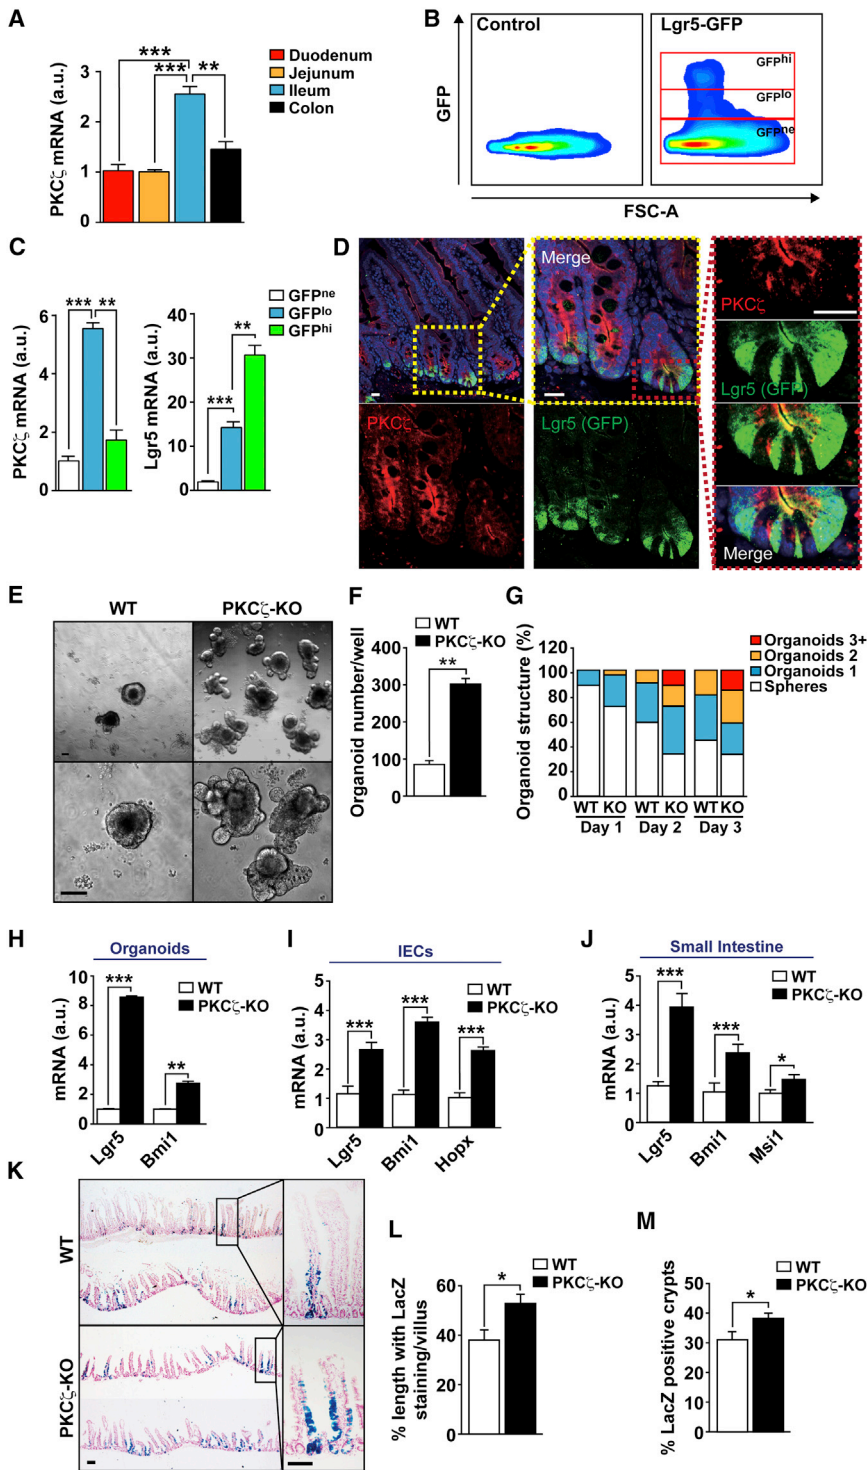 A
PKCζ mRNA (a.u.)
3
2
1
0
***
***
**
Duodenum
Jejunum
Ileum
Colon
B
Control
Lgr5-GFP
GFP
GFPhi
GFPlo
GFPne
FSC-A
C
PKCζ mRNA (a.u.)
6
4
2
0
***
**
Lgr5 mRNA (a.u.)
40
30
20
10
0
***
**
GFPne
GFPlo
GFPhi
D
Merge
PKCζ
Lgr5 (GFP)
PKCζ
Lgr5 (GFP)
Merge
E
WT
PKCζ-KO
F
WT
PKCζ-KO
Organoid number/well
400
300
200
100
0
**
G
Organoid structure (%)
120
100
80
60
40
20
0
WT KO WT KO WT KO
Day 1 Day 2 Day 3
Organoids 3+
Organoids 2
Organoids 1
Spheres
H
Organoids
mRNA (a.u.)
10
8
6
4
2
0
***
**
WT
PKCζ-KO
Lgr5
Bmi1
I
IECs
mRNA (a.u.)
5
4
3
2
1
0
***
***
***
WT
PKCζ-KO
Lgr5
Bmi1
Hopx
J
Small Intestine
mRNA (a.u.)
5
4
3
2
1
0
***
***
*
WT
PKCζ-KO
Lgr5
Bmi1
Msi1
K
WT
PKCζ-KO
L
WT
PKCζ-KO
% length with LacZ
staining/villus
60
40
20
0
*
M
WT
PKCζ-KO
% LacZ positive crypts
50
40
30
20
10
0
*